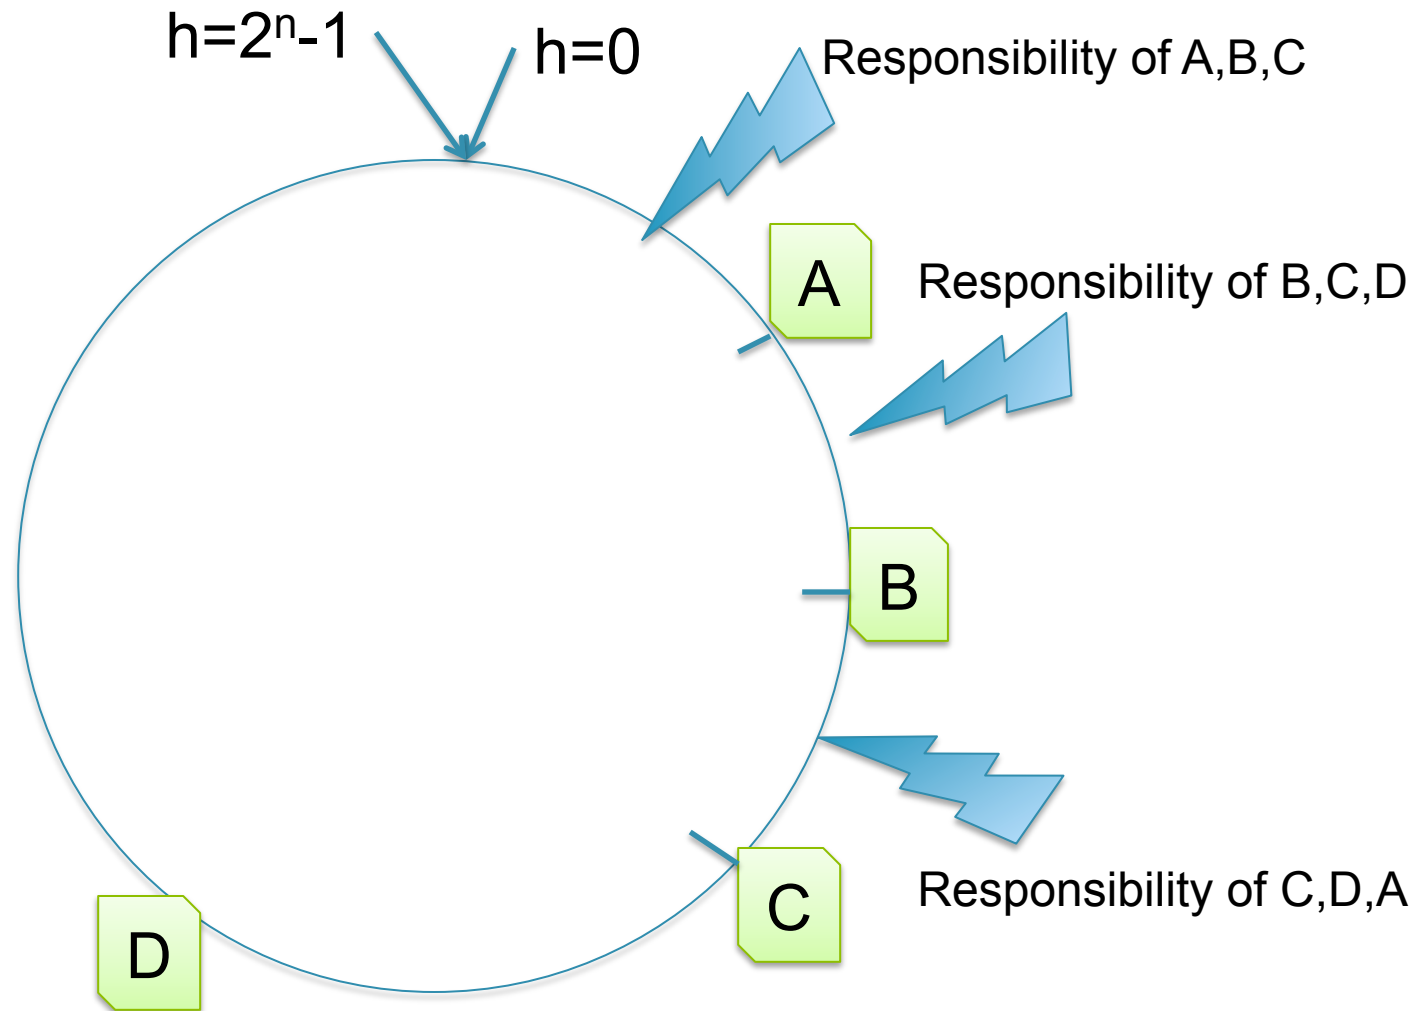 h=2ⁿ-1
h=0
Responsibility of A,B,C
A
Responsibility of B,C,D
B
C
Responsibility of C,D,A
D